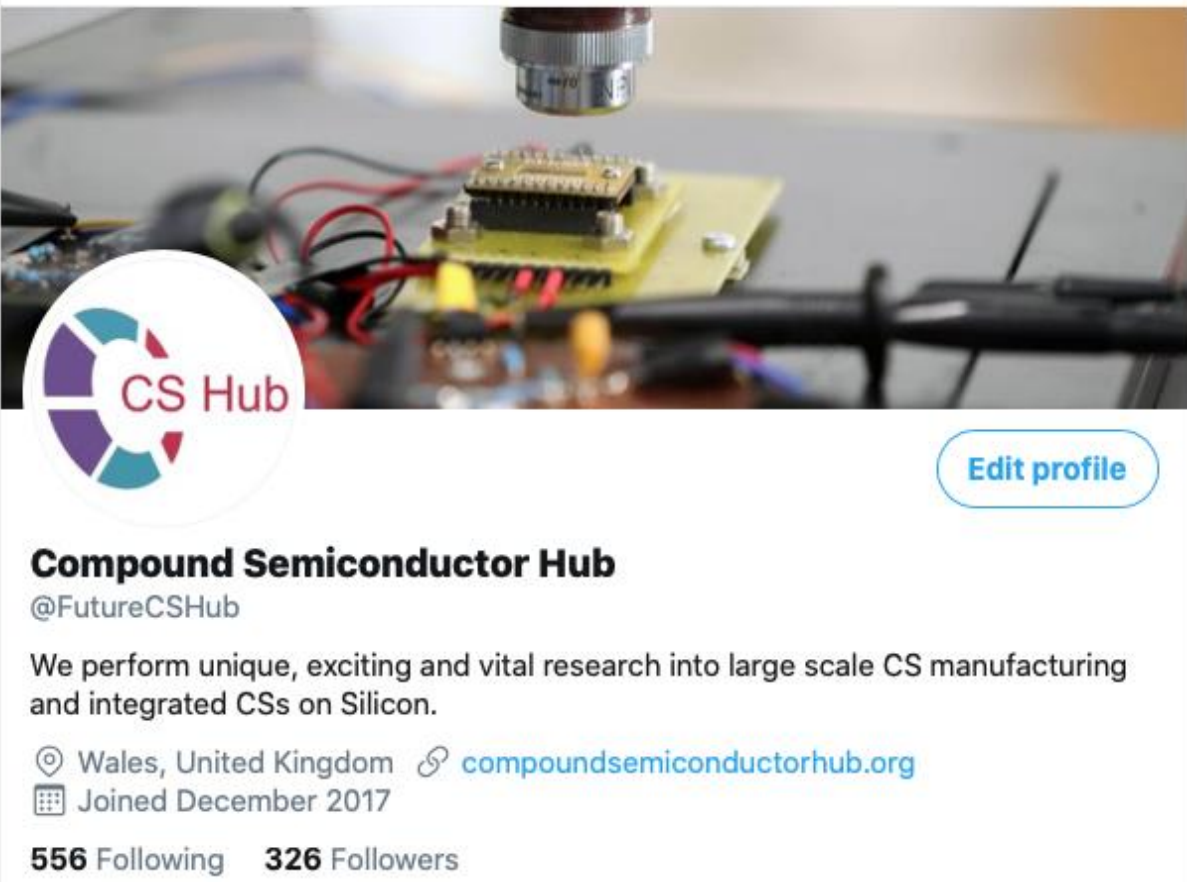 CS Hub
Edit profile
Compound Semiconductor Hub
@FutureCSHub
We perform unique, exciting and vital research into large scale CS manufacturing
and integrated CSs on Silicon.
Wales, United Kingdom compoundsemiconductorhub.org
Joined December 2017
556 Following 326 Followers